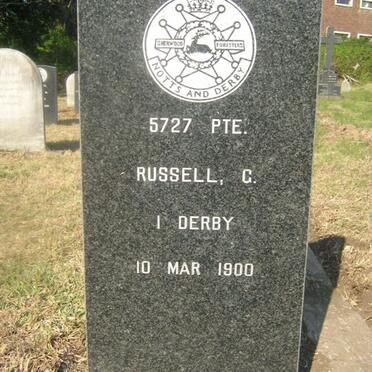 SHERWOOD FORESTERS
NOTTS AND DERBY
5727 PTE.
RUSSELL, G.
1 DERBY
10 MAR 1900